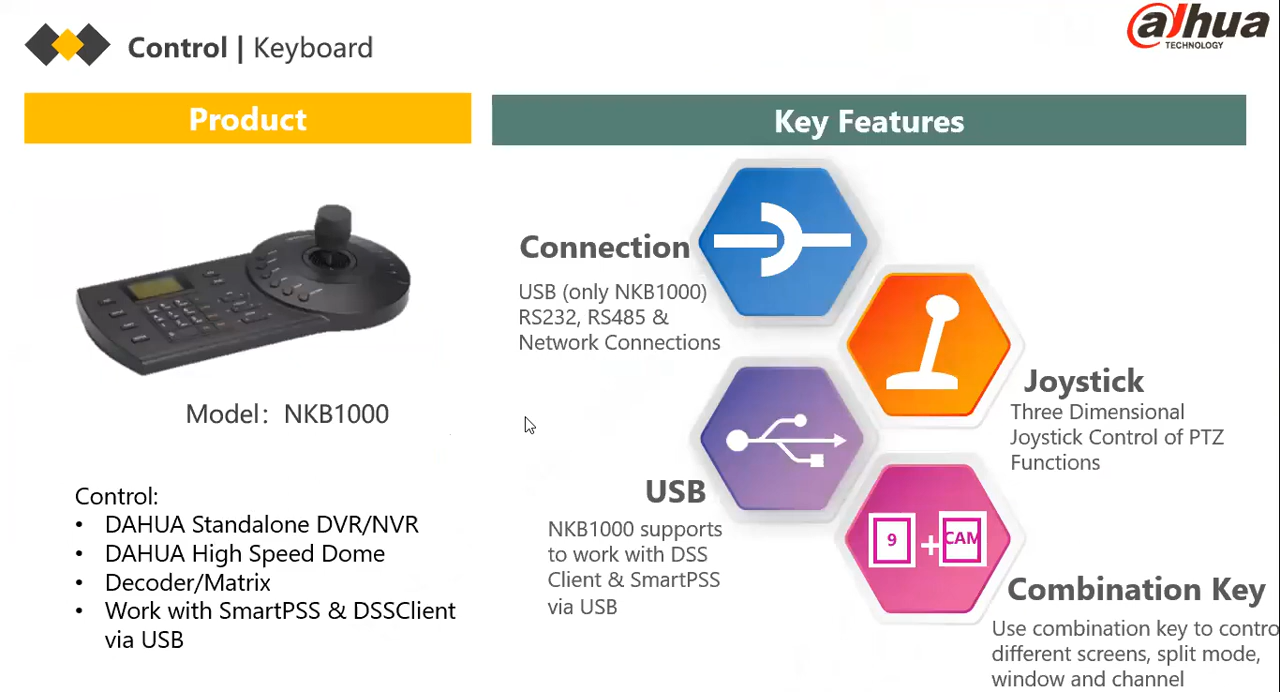 Control | Keyboard
alhua
TECHNOLOGY
Product
Key Features
Model： NKB1000
Control:
• DAHUA Standalone DVR/NVR
• DAHUA High Speed Dome
• Decoder/Matrix
• Work with SmartPSS & DSSClient
via USB
Connection
USB (only NKB1000)
RS232, RS485 &
Network Connections
Joystick
Three Dimensional
Joystick Control of PTZ
Functions
USB
NKB1000 supports
to work with DSS
Client & SmartPSS
via USB
9 + CAM
Combination Key
Use combination key to contro
different screens, split mode,
window and channel